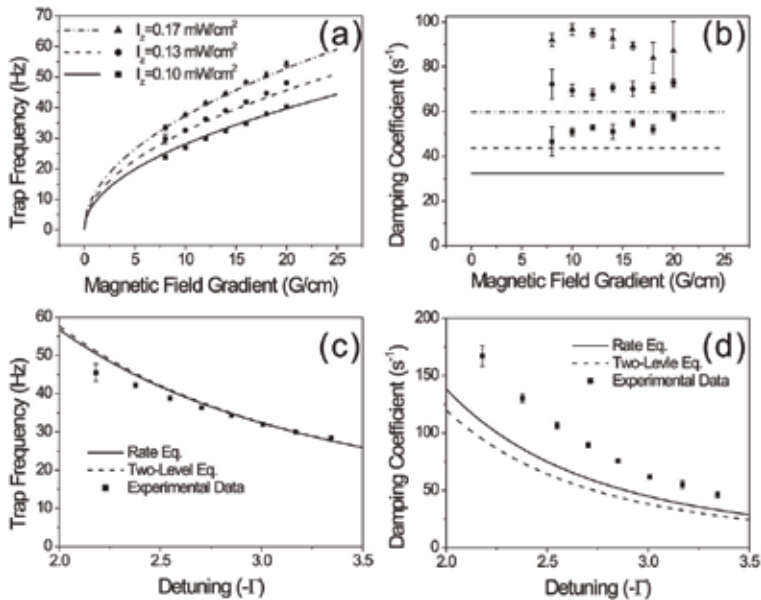 (a)
I_z=0.17 mW/cm²
I_z=0.13 mW/cm²
I_z=0.10 mW/cm²
70
60
50
40
30
20
10
0
Trap Frequency (Hz)
0 5 10 15 20 25
Magnetic Field Gradient (G/cm)
(b)
100
80
60
40
20
0
Damping Coefficient (s⁻¹)
0 5 10 15 20 25
Magnetic Field Gradient (G/cm)
(c)
60
50
40
30
20
10
0
Trap Frequency (Hz)
Rate Eq.
Two-Level Eq.
Experimental Data
2.0 2.5 3.0 3.5
Detuning (-Γ)
(d)
200
150
100
50
0
Damping Coefficient (s⁻¹)
Rate Eq.
Two-Levle Eq.
Experimental Data
2.0 2.5 3.0 3.5
Detuning (-Γ)